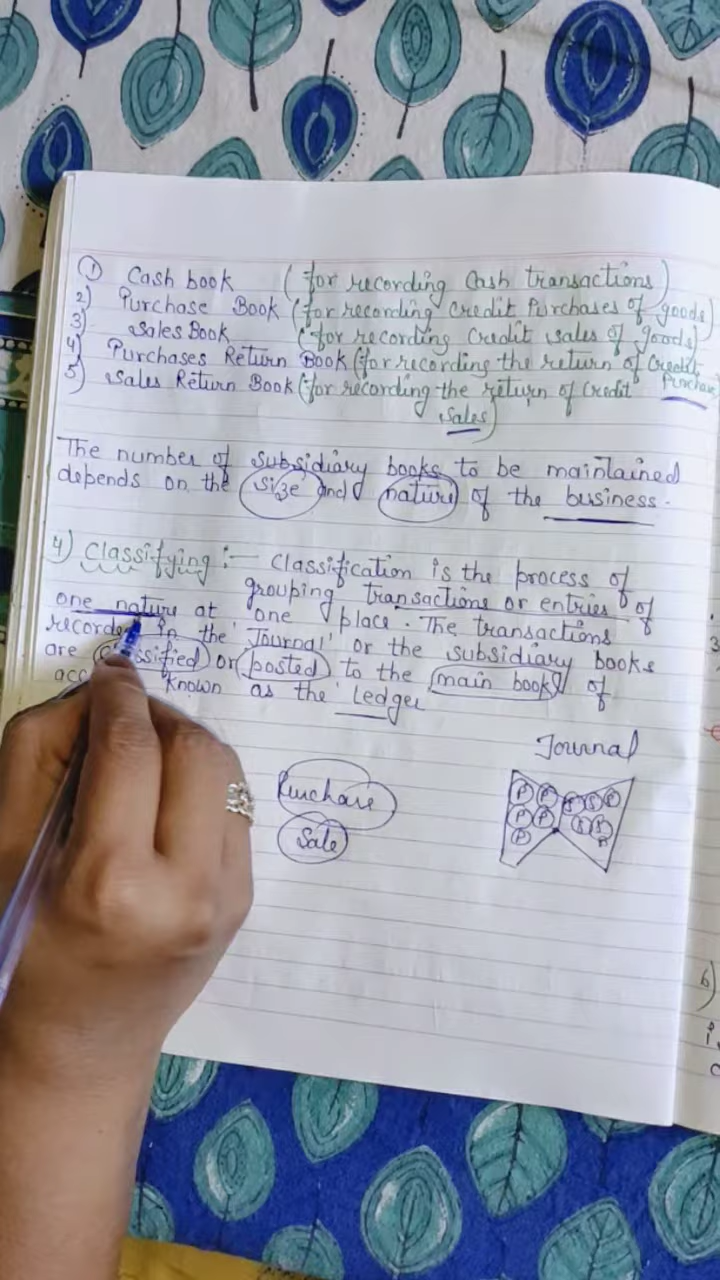 ① Cash book (for recording Cash transactions)
2) Purchase Book (for recording Credit Purchases of goods)
3) Sales Book (for recording Credit sales of goods)
4) Purchases Return Book (for recording the return of Credit Purchase
5) Sales Return Book (for recording the return of Credit
Sales)
The number of subsidiary books to be maintained
depends on the size and nature of the business.
4) Classifying :- Classification is the process of
grouping transactions or entries of
one nature at one place. The transactions
recorded in the 'Journal' or the subsidiary books
are classified or posted to the main book of
known as the Ledger
Journal
Purchase
Sale
P P S S
P P S S
P
6)